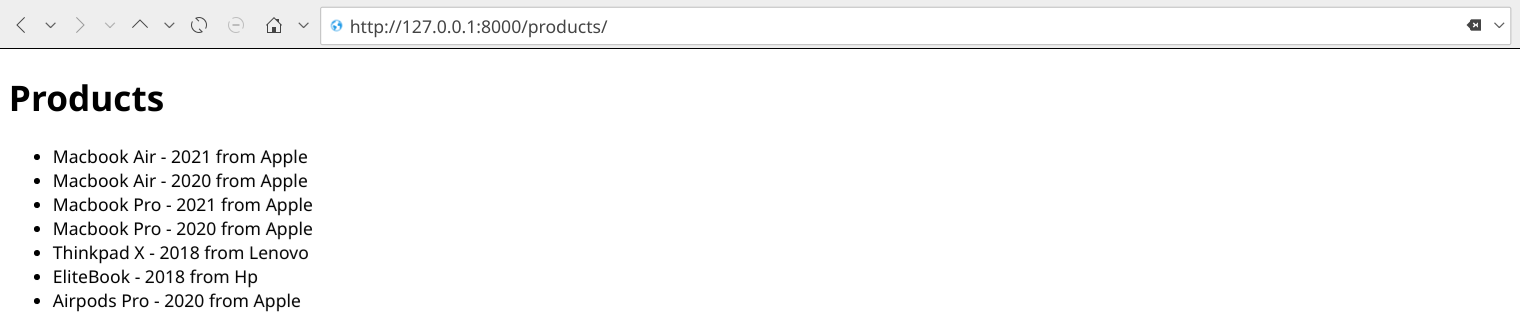 http://127.0.0.1:8000/products/
Products
Macbook Air - 2021 from Apple
Macbook Air - 2020 from Apple
Macbook Pro - 2021 from Apple
Macbook Pro - 2020 from Apple
Thinkpad X - 2018 from Lenovo
EliteBook - 2018 from Hp
Airpods Pro - 2020 from Apple